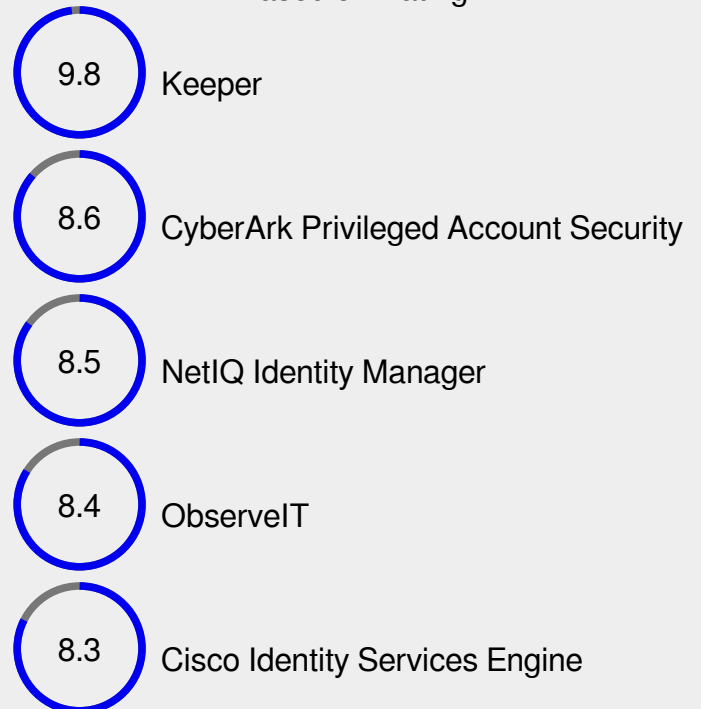 9.8
Keeper
8.6
CyberArk Privileged Account Security
8.5
NetIQ Identity Manager
8.4
ObserveIT
8.3
Cisco Identity Services Engine